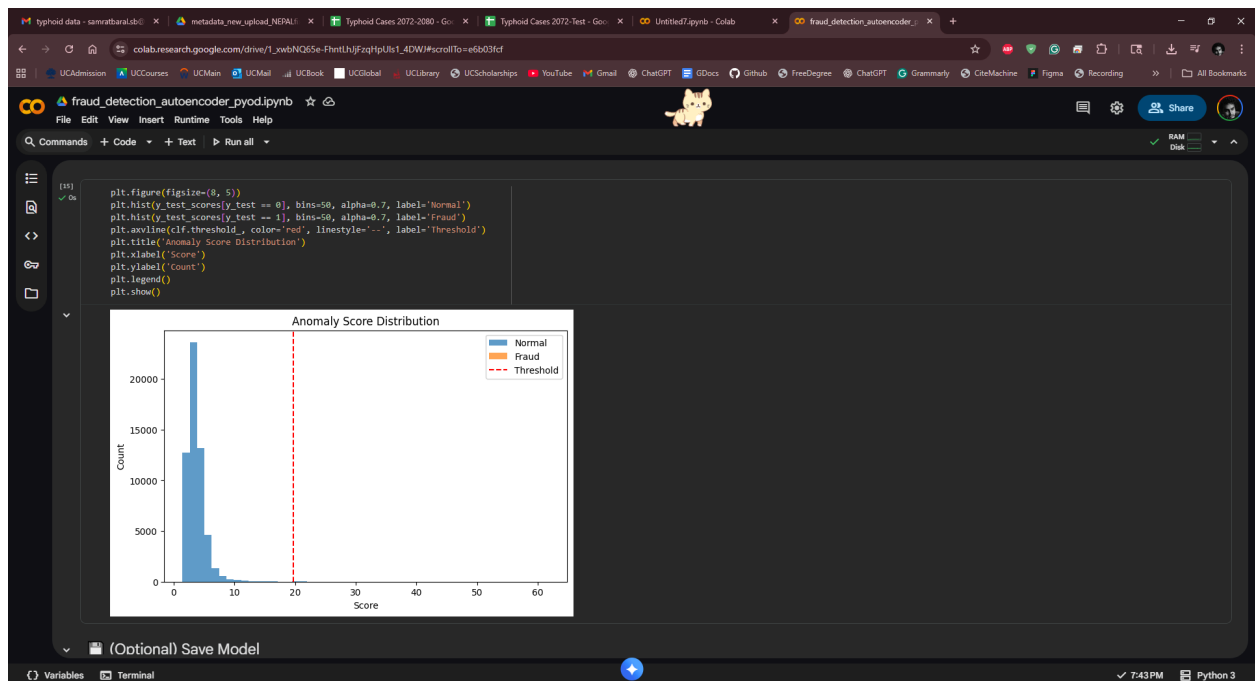 typhoid data - samratbaral.sb@
metadata_new_upload_NEPALfi
Typhoid Cases 2072-2080 - Goo
Typhoid Cases 2072-Test - Goo
Untitled7.ipynb - Colab
fraud_detection_autoencoder_p
colab.research.google.com/drive/1_xwbNQ65e-FhntLhJjFzqHpUIs1_4DWJ#scrollTo=e6b03fcf
UCAdmission
UCCourses
UCMain
UCMail
UCBook
UCGlobal
UCLibrary
UCScholarships
YouTube
Gmail
ChatGPT
GDocs
Github
FreeDegree
ChatGPT
Grammarly
CiteMachine
Figma
Recording
All Bookmarks
fraud_detection_autoencoder_pyod.ipynb
Share
File Edit View Insert Runtime Tools Help
Commands + Code + Text Run all
RAM
Disk
[15]
0s
plt.figure(figsize=(8, 5))
plt.hist(y_test_scores[y_test == 0], bins=50, alpha=0.7, label='Normal')
plt.hist(y_test_scores[y_test == 1], bins=50, alpha=0.7, label='Fraud')
plt.axvline(clf.threshold_, color='red', linestyle='--', label='Threshold')
plt.title('Anomaly Score Distribution')
plt.xlabel('Score')
plt.ylabel('Count')
plt.legend()
plt.show()
Anomaly Score Distribution
Normal
Fraud
Threshold
20000
15000
10000
5000
0
Count
0 10 20 30 40 50 60
Score
(Optional) Save Model
Variables
Terminal
7:43 PM
Python 3